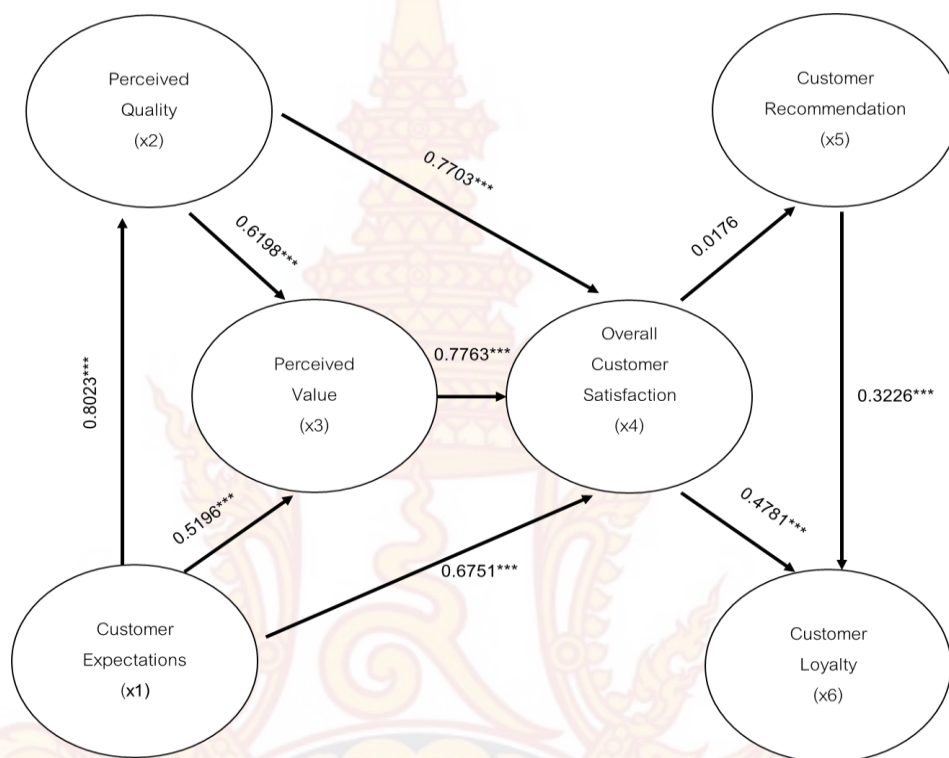 Perceived
Quality
(x2)
Customer
Recommendation
(x5)
0.7703***
0.6198***
0.0176
Perceived
Value
(x3)
0.7763***
Overall
Customer
Satisfaction
(x4)
0.8023***
0.3226***
0.5196***
0.6751***
0.4781***
Customer
Expectations
(x1)
Customer
Loyalty
(x6)